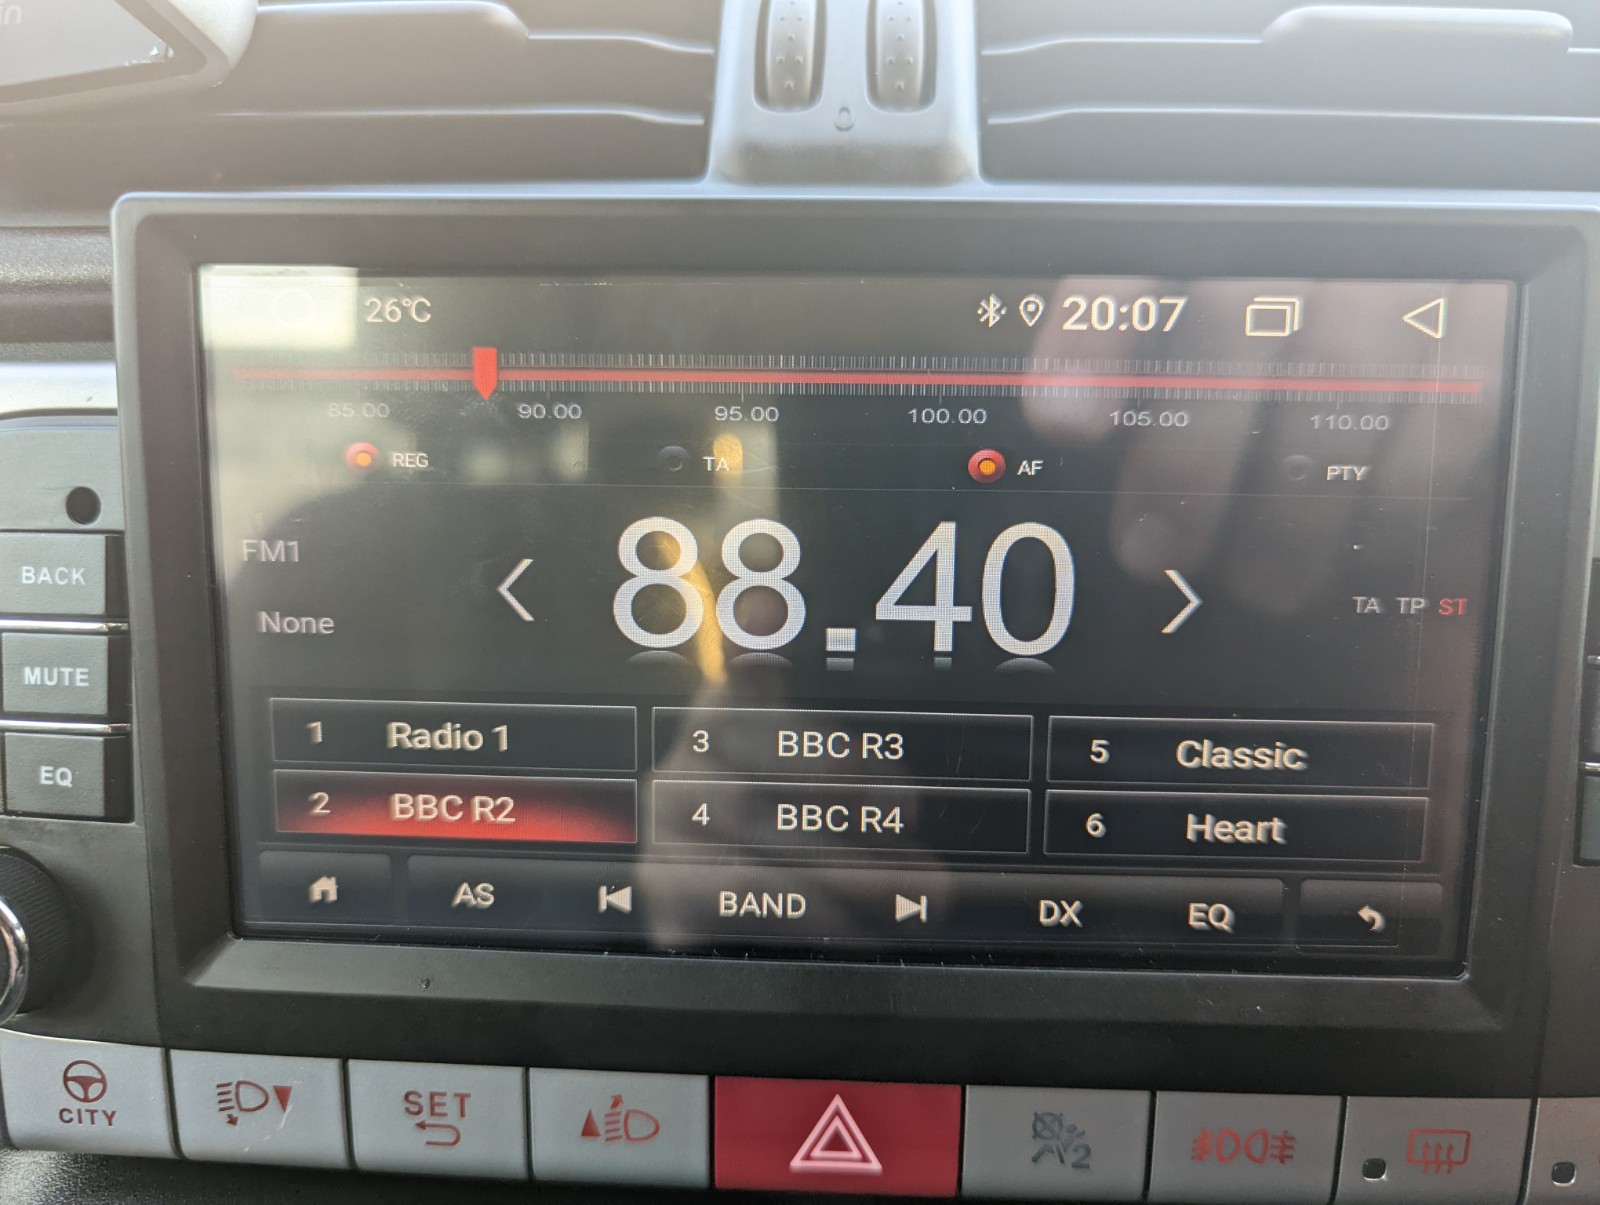 26°C 20:07
85.00 90.00 95.00 100.00 105.00 110.00
REG TA AF PTY
FM1
88.40
None
TA TP ST
1 Radio 1 3 BBC R3 5 Classic
2 BBC R2 4 BBC R4 6 Heart
AS BAND DX EQ
BACK
MUTE
EQ
CITY
SET
2